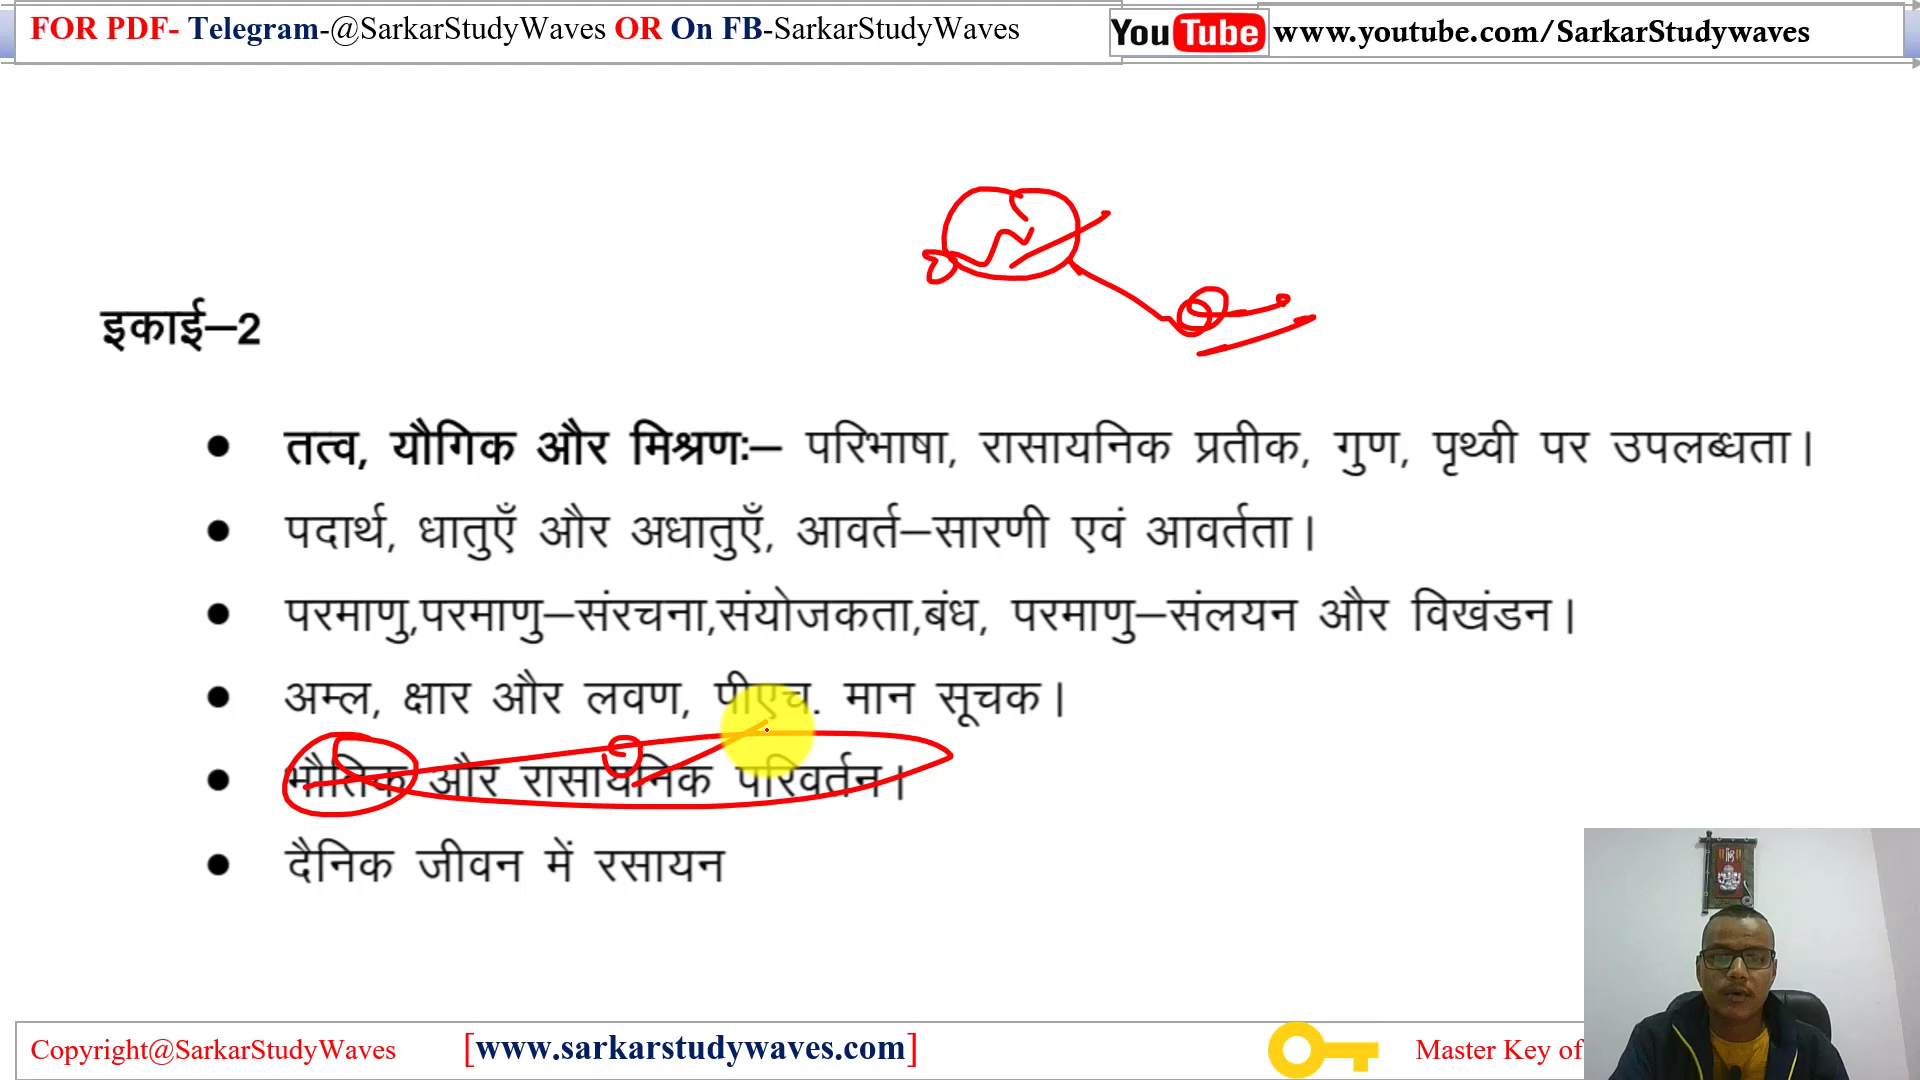 FOR PDF- Telegram-@SarkarStudyWaves OR On FB-SarkarStudyWaves
YouTube www.youtube.com/SarkarStudywaves
इकाई–2
● तत्व, यौगिक और मिश्रणः– परिभाषा, रासायनिक प्रतीक, गुण, पृथ्वी पर उपलब्धता।
● पदार्थ, धातुएँ और अधातुएँ, आवर्त–सारणी एवं आवर्तता।
● परमाणु,परमाणु–संरचना,संयोजकता,बंध, परमाणु–संलयन और विखंडन।
● अम्ल, क्षार और लवण, पीएच. मान सूचक।
● भौतिक और रासायनिक परिवर्तन।
● दैनिक जीवन में रसायन
Copyright@SarkarStudyWaves [www.sarkarstudywaves.com] Master Key of